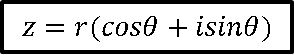 z = r(cosθ + isinθ)